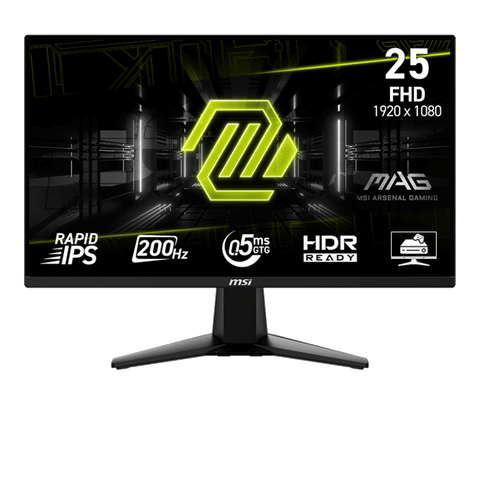 25
FHD
1920 x 1080
MAG
MSI ARSENAL GAMING
RAPID
IPS
200Hz
0.5ms
GTG
HDR
READY
msi